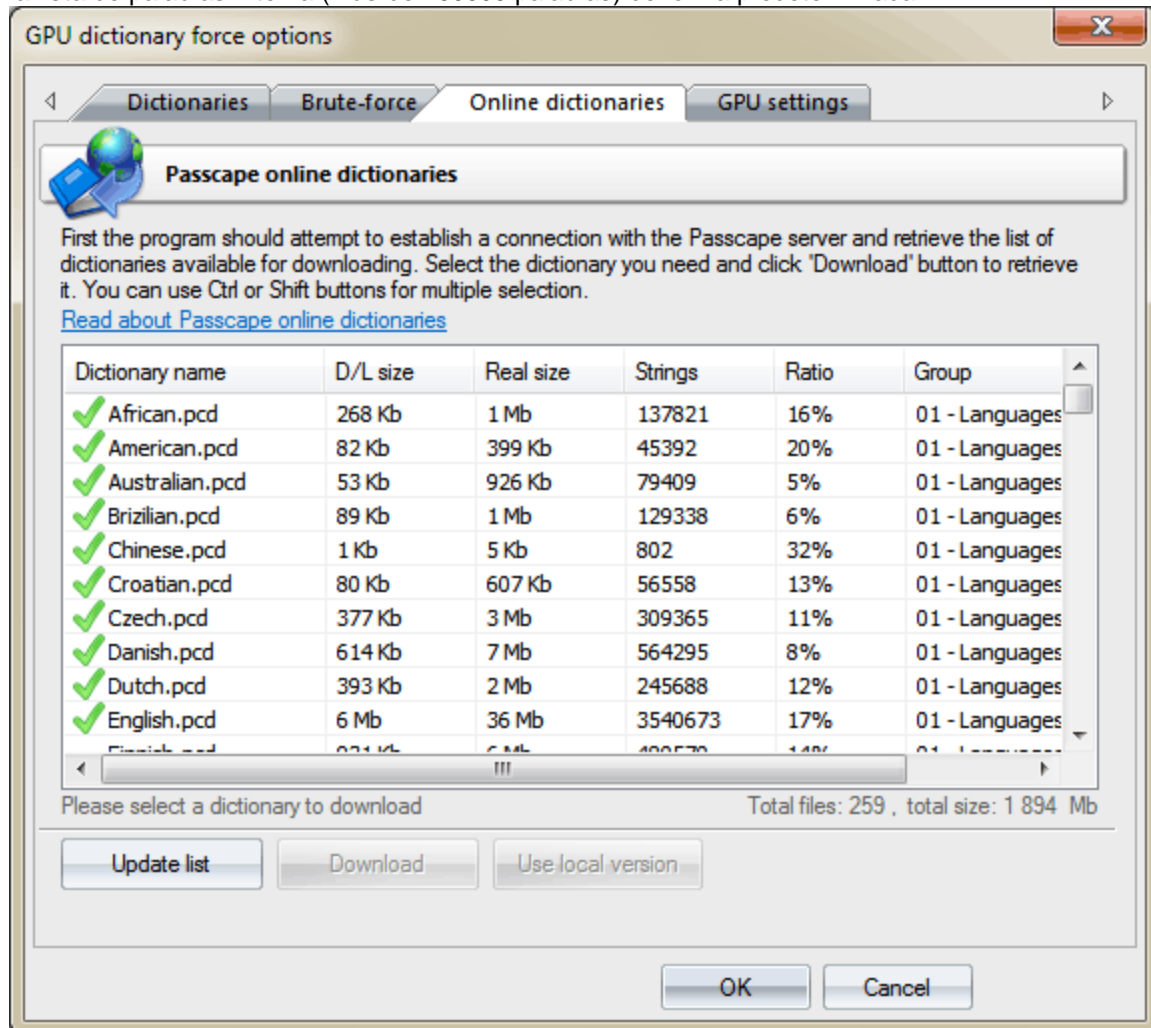 GPU dictionary force options
Dictionaries Brute-force Online dictionaries GPU settings
Passcape online dictionaries
First the program should attempt to establish a connection with the Passcape server and retrieve the list of
dictionaries available for downloading. Select the dictionary you need and click 'Download' button to retrieve
it. You can use Ctrl or Shift buttons for multiple selection.
Read about Passcape online dictionaries
Dictionary name D/L size Real size Strings Ratio Group
African.pcd 268 Kb 1 Mb 137821 16% 01 - Languages
American.pcd 82 Kb 399 Kb 45392 20% 01 - Languages
Australian.pcd 53 Kb 926 Kb 79409 5% 01 - Languages
Brizilian.pcd 89 Kb 1 Mb 129338 6% 01 - Languages
Chinese.pcd 1 Kb 5 Kb 802 32% 01 - Languages
Croatian.pcd 80 Kb 607 Kb 56558 13% 01 - Languages
Czech.pcd 377 Kb 3 Mb 309365 11% 01 - Languages
Danish.pcd 614 Kb 7 Mb 564295 8% 01 - Languages
Dutch.pcd 393 Kb 2 Mb 245688 12% 01 - Languages
English.pcd 6 Mb 36 Mb 3540673 17% 01 - Languages
Please select a dictionary to download Total files: 259 , total size: 1 894 Mb
Update list Download Use local version
OK Cancel